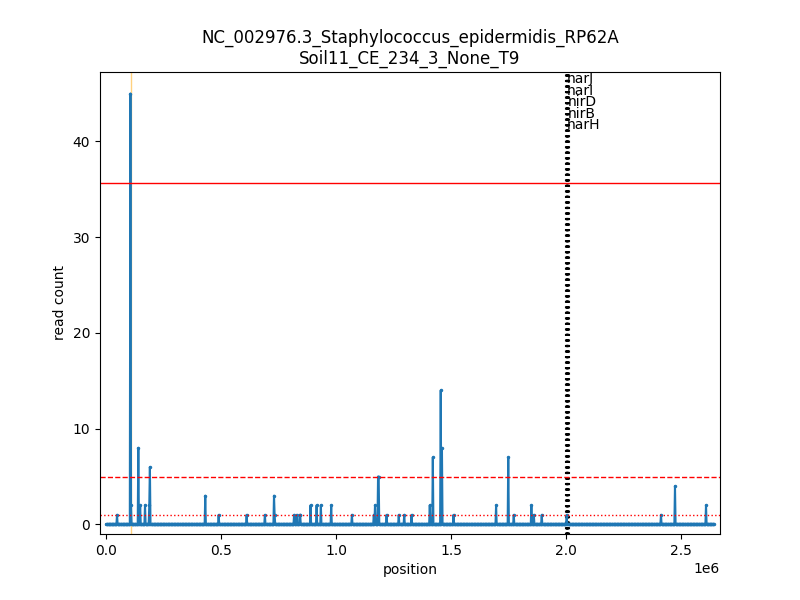 NC_002976.3_Staphylococcus_epidermidis_RP62A
Soil11_CE_234_3_None_T9
narJ
narI
nirD
nirB
narH
40
30
20
10
0
read count
0.0
0.5
1.0
1.5
2.0
2.5
1e6
position